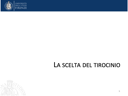 LA SCELTA DEL TIROCINIO